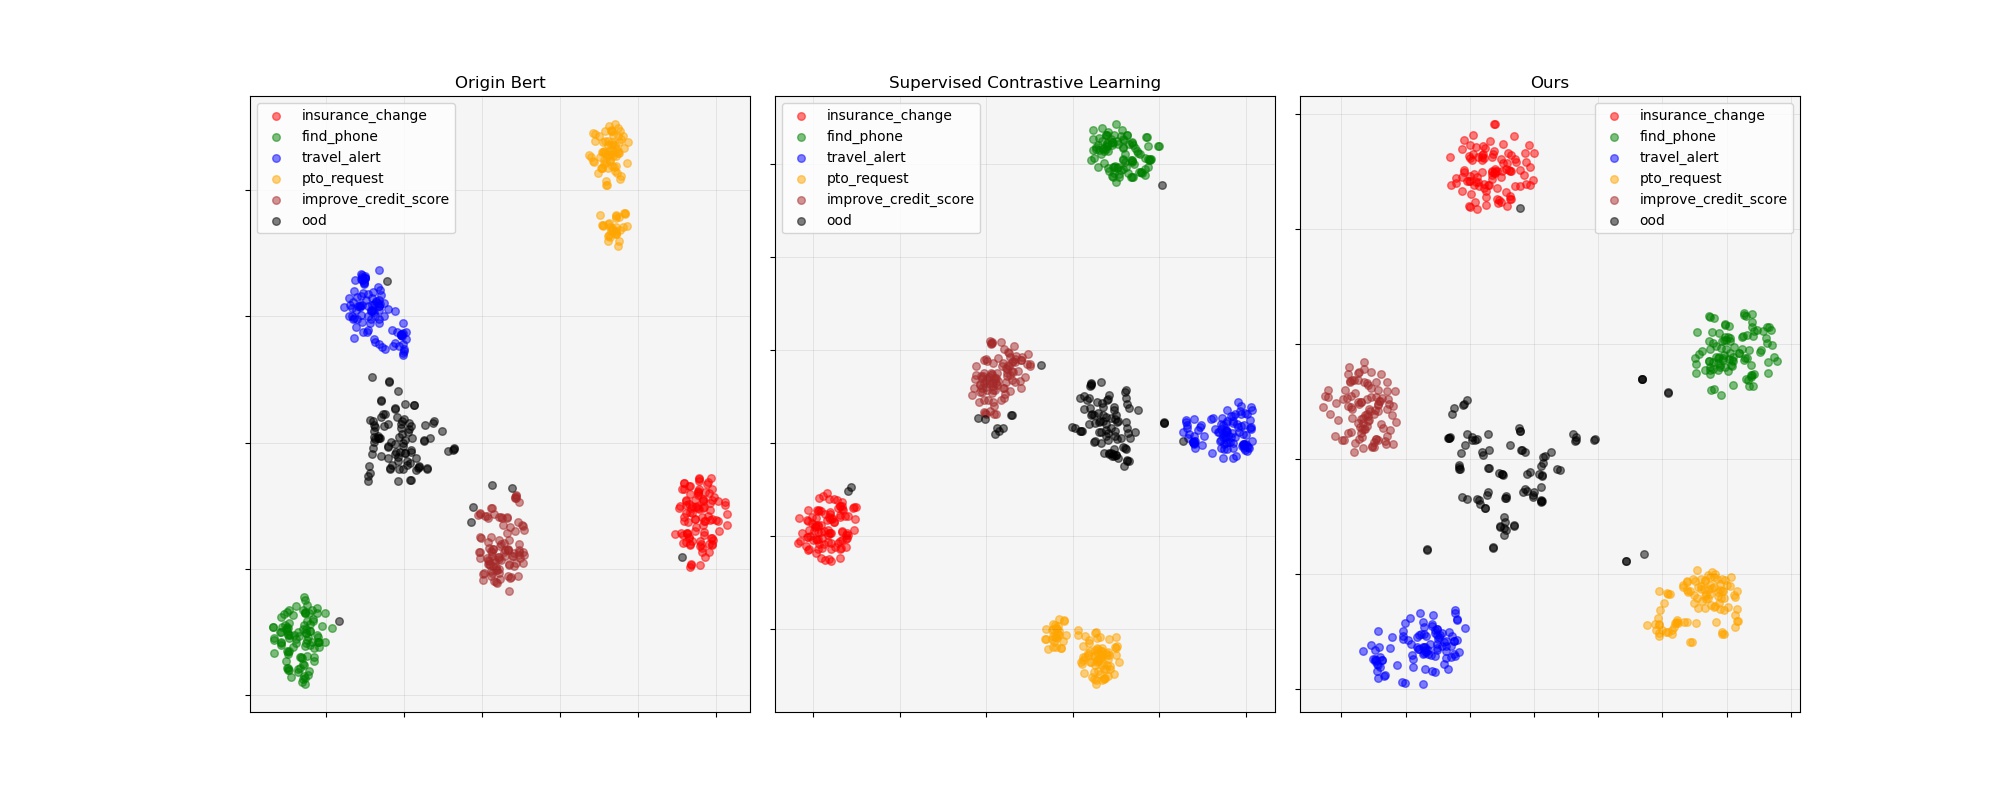 Origin Bert
insurance_change
find_phone
travel_alert
pto_request
improve_credit_score
ood
Supervised Contrastive Learning
insurance_change
find_phone
travel_alert
pto_request
improve_credit_score
ood
Ours
insurance_change
find_phone
travel_alert
pto_request
improve_credit_score
ood